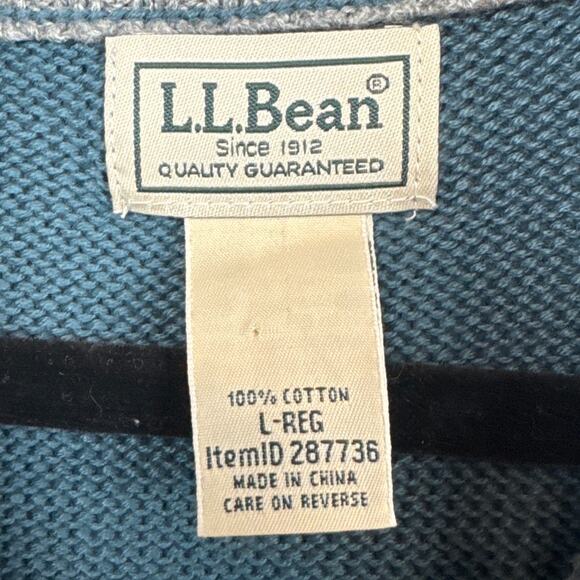 L.L.Bean®
Since 1912
QUALITY GUARANTEED
100% COTTON
L-REG
ItemID 287736
MADE IN CHINA
CARE ON REVERSE